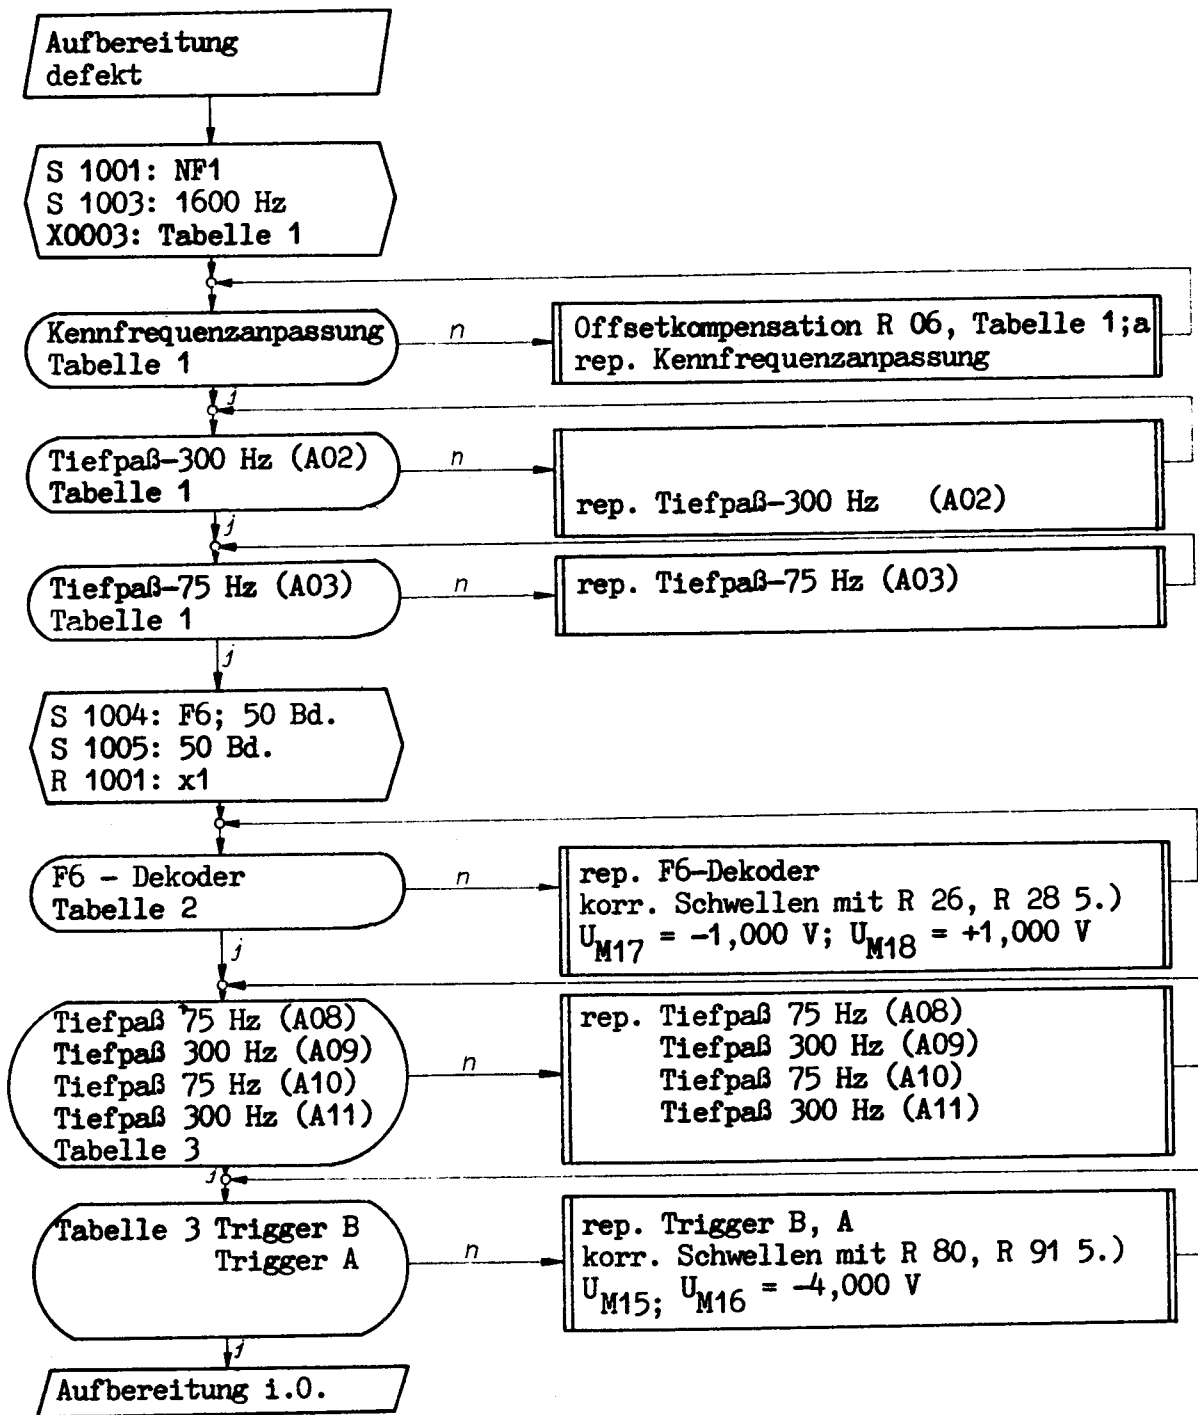 Aufbereitung
defekt
S 1001: NF1
S 1003: 1600 Hz
X0003: Tabelle 1
Kennfrequenzanpassung
Tabelle 1
n
Offsetkompensation R 06, Tabelle 1;a
rep. Kennfrequenzanpassung
j
Tiefpaß-300 Hz (A02)
Tabelle 1
n
rep. Tiefpaß-300 Hz (A02)
j
Tiefpaß-75 Hz (A03)
Tabelle 1
n
rep. Tiefpaß-75 Hz (A03)
j
S 1004: F6; 50 Bd.
S 1005: 50 Bd.
R 1001: x1
F6 - Dekoder
Tabelle 2
n
rep. F6-Dekoder
korr. Schwellen mit R 26, R 28 5.)
U_M17 = -1,000 V; U_M18 = +1,000 V
j
Tiefpaß 75 Hz (A08)
Tiefpaß 300 Hz (A09)
Tiefpaß 75 Hz (A10)
Tiefpaß 300 Hz (A11)
Tabelle 3
n
rep. Tiefpaß 75 Hz (A08)
Tiefpaß 300 Hz (A09)
Tiefpaß 75 Hz (A10)
Tiefpaß 300 Hz (A11)
j
Tabelle 3 Trigger B
Trigger A
n
rep. Trigger B, A
korr. Schwellen mit R 80, R 91 5.)
U_M15; U_M16 = -4,000 V
j
Aufbereitung i.O.